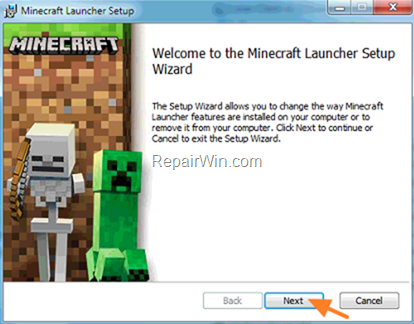 Minecraft Launcher Setup
MINECRAFT
Welcome to the Minecraft Launcher Setup
Wizard
The Setup Wizard allows you to change the way Minecraft
Launcher features are installed on your computer or to
remove it from your computer. Click Next to continue or
Cancel to exit the Setup Wizard.
RepairWin.com
Back
Next
Cancel